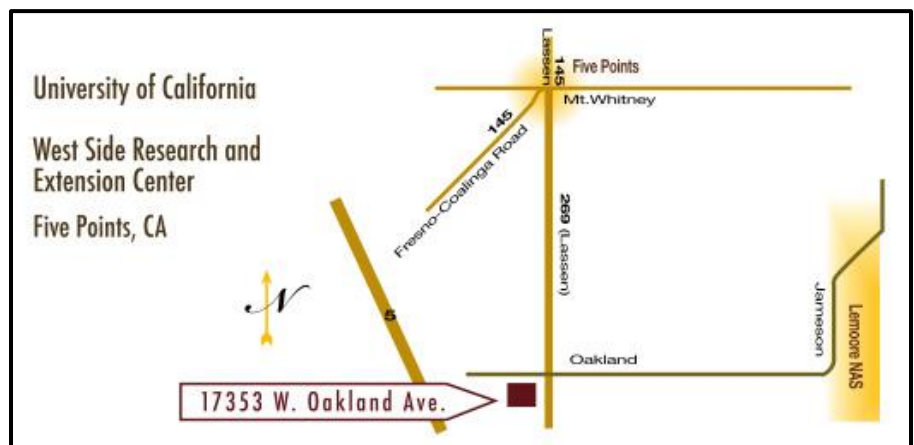 University of California
West Side Research and
Extension Center
Five Points, CA
N
Lassen
145
Five Points
Mt.Whitney
145
Fresno-Coalinga Road
269 (Lassen)
5
Oakland
Jameson
Lemoore NAS
17353 W. Oakland Ave.